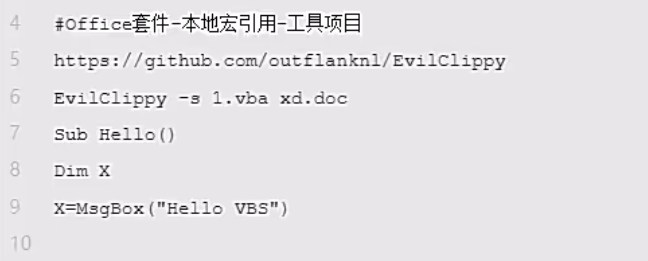 4 #Office套件-本地宏引用-工具项目
5 https://github.com/outflanknl/EvilClippy
6 EvilClippy -s 1.vba xd.doc
7 Sub Hello()
8 Dim X
9 X=MsgBox("Hello VBS")
10